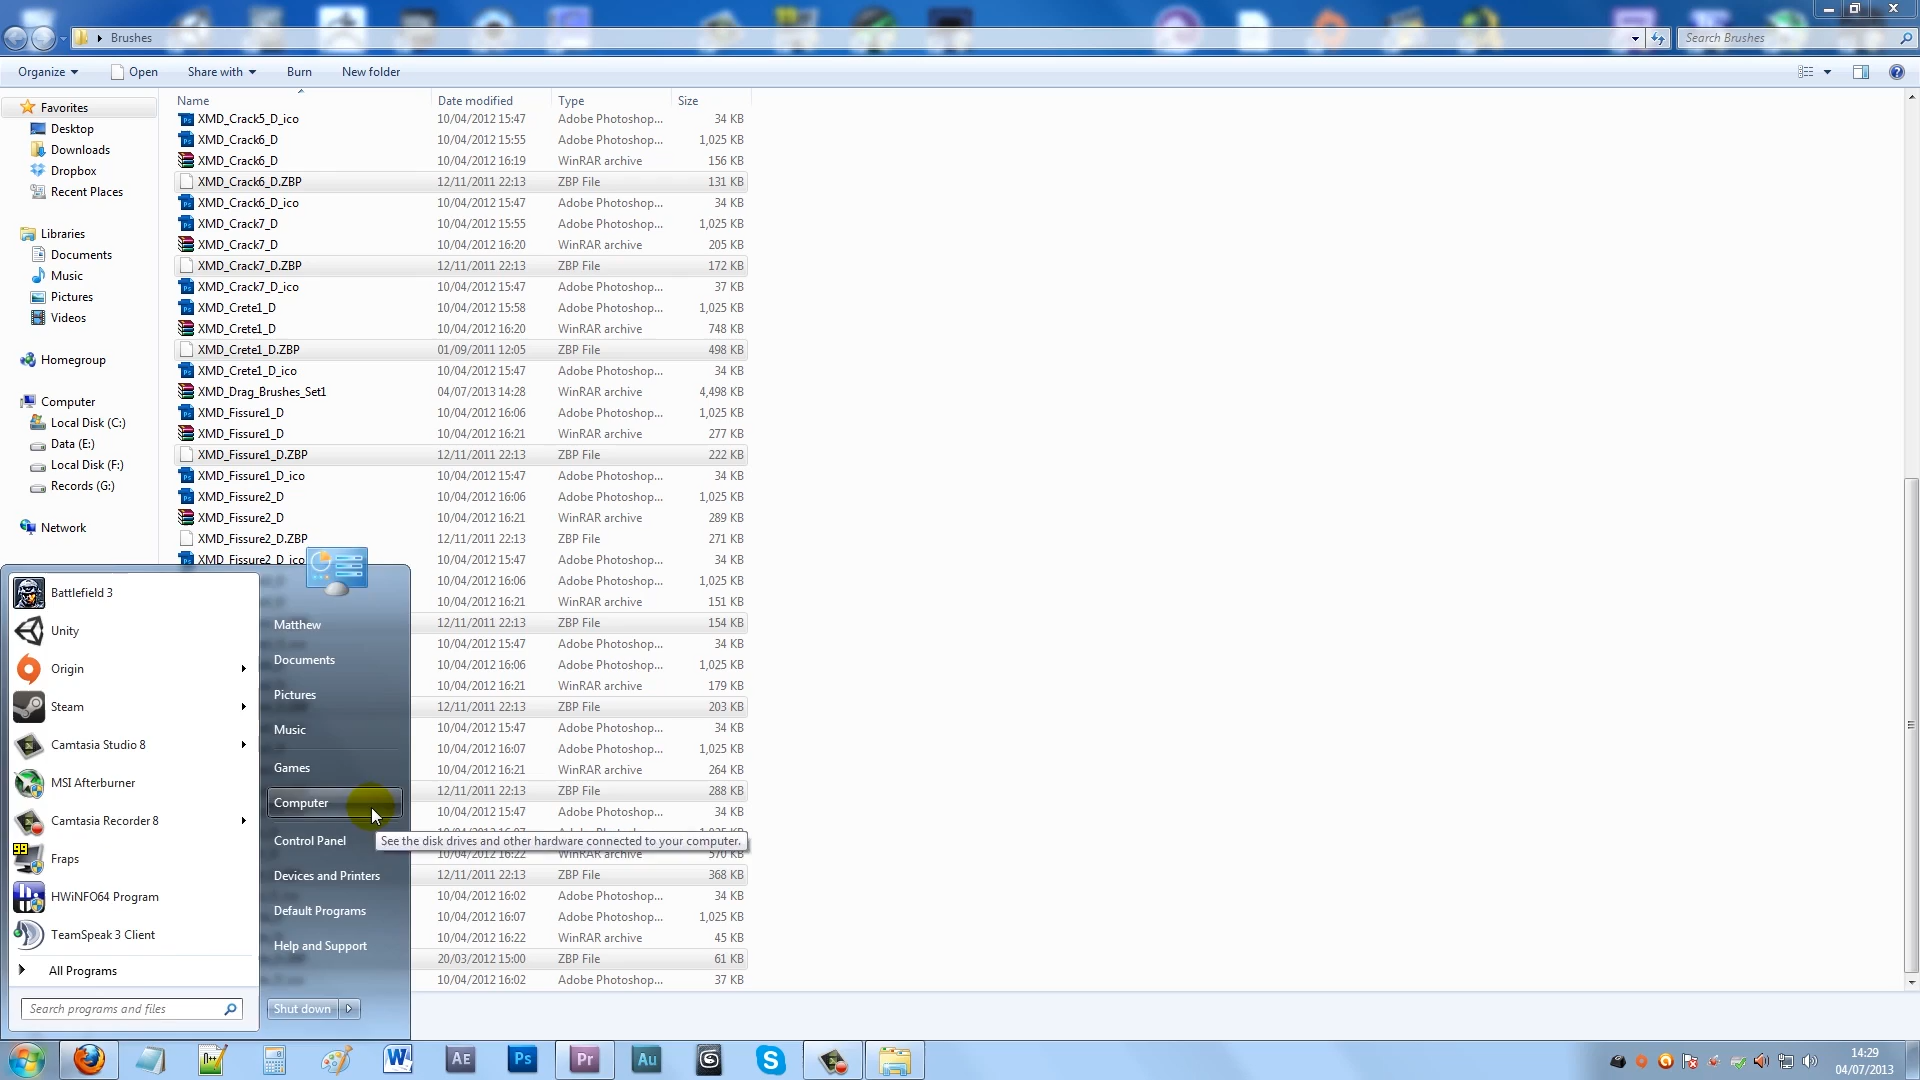 Brushes
Search Brushes
Organize
Open
Share with
Burn
New folder
Name
Date modified
Type
Size
Favorites
Desktop
Downloads
Dropbox
Recent Places
Libraries
Documents
Music
Pictures
Videos
Homegroup
Computer
Local Disk (C:)
Data (E:)
Local Disk (F:)
Records (G:)
Network
XMD_Crack5_D_ico 10/04/2012 15:47 Adobe Photoshop... 34 KB
XMD_Crack6_D 10/04/2012 15:55 Adobe Photoshop... 1,025 KB
XMD_Crack6_D 10/04/2012 16:19 WinRAR archive 156 KB
XMD_Crack6_D.ZBP 12/11/2011 22:13 ZBP File 131 KB
XMD_Crack6_D_ico 10/04/2012 15:47 Adobe Photoshop... 34 KB
XMD_Crack7_D 10/04/2012 15:55 Adobe Photoshop... 1,025 KB
XMD_Crack7_D 10/04/2012 16:20 WinRAR archive 205 KB
XMD_Crack7_D.ZBP 12/11/2011 22:13 ZBP File 172 KB
XMD_Crack7_D_ico 10/04/2012 15:47 Adobe Photoshop... 37 KB
XMD_Crete1_D 10/04/2012 15:58 Adobe Photoshop... 1,025 KB
XMD_Crete1_D 10/04/2012 16:20 WinRAR archive 748 KB
XMD_Crete1_D.ZBP 01/09/2011 12:05 ZBP File 498 KB
XMD_Crete1_D_ico 10/04/2012 15:47 Adobe Photoshop... 34 KB
XMD_Drag_Brushes_Set1 04/07/2013 14:28 WinRAR archive 4,498 KB
XMD_Fissure1_D 10/04/2012 16:06 Adobe Photoshop... 1,025 KB
XMD_Fissure1_D 10/04/2012 16:21 WinRAR archive 277 KB
XMD_Fissure1_D.ZBP 12/11/2011 22:13 ZBP File 222 KB
XMD_Fissure1_D_ico 10/04/2012 15:47 Adobe Photoshop... 34 KB
XMD_Fissure2_D 10/04/2012 16:06 Adobe Photoshop... 1,025 KB
XMD_Fissure2_D 10/04/2012 16:21 WinRAR archive 289 KB
XMD_Fissure2_D.ZBP 12/11/2011 22:13 ZBP File 271 KB
XMD_Fissure2_D_ico 10/04/2012 15:47 Adobe Photoshop... 34 KB
10/04/2012 16:06 Adobe Photoshop... 1,025 KB
10/04/2012 16:21 WinRAR archive 151 KB
12/11/2011 22:13 ZBP File 154 KB
10/04/2012 15:47 Adobe Photoshop... 34 KB
10/04/2012 16:06 Adobe Photoshop... 1,025 KB
10/04/2012 16:21 WinRAR archive 179 KB
12/11/2011 22:13 ZBP File 203 KB
10/04/2012 15:47 Adobe Photoshop... 34 KB
10/04/2012 16:07 Adobe Photoshop... 1,025 KB
10/04/2012 16:21 WinRAR archive 264 KB
12/11/2011 22:13 ZBP File 288 KB
10/04/2012 15:47 Adobe Photoshop... 34 KB
10/04/2012 16:22 WinRAR archive 570 KB
12/11/2011 22:13 ZBP File 368 KB
10/04/2012 16:02 Adobe Photoshop... 34 KB
10/04/2012 16:07 Adobe Photoshop... 1,025 KB
10/04/2012 16:22 WinRAR archive 45 KB
20/03/2012 15:00 ZBP File 61 KB
10/04/2012 16:02 Adobe Photoshop... 37 KB
Battlefield 3
Unity
Origin
Steam
Camtasia Studio 8
MSI Afterburner
Camtasia Recorder 8
99
Fraps
HWiNFO64 Program
TeamSpeak 3 Client
All Programs
Search programs and files
Matthew
Documents
Pictures
Music
Games
Computer
Control Panel
Devices and Printers
Default Programs
Help and Support
Shut down
See the disk drives and other hardware connected to your computer.
W
AE
Ps
Pr
Au
S
14:29
04/07/2013